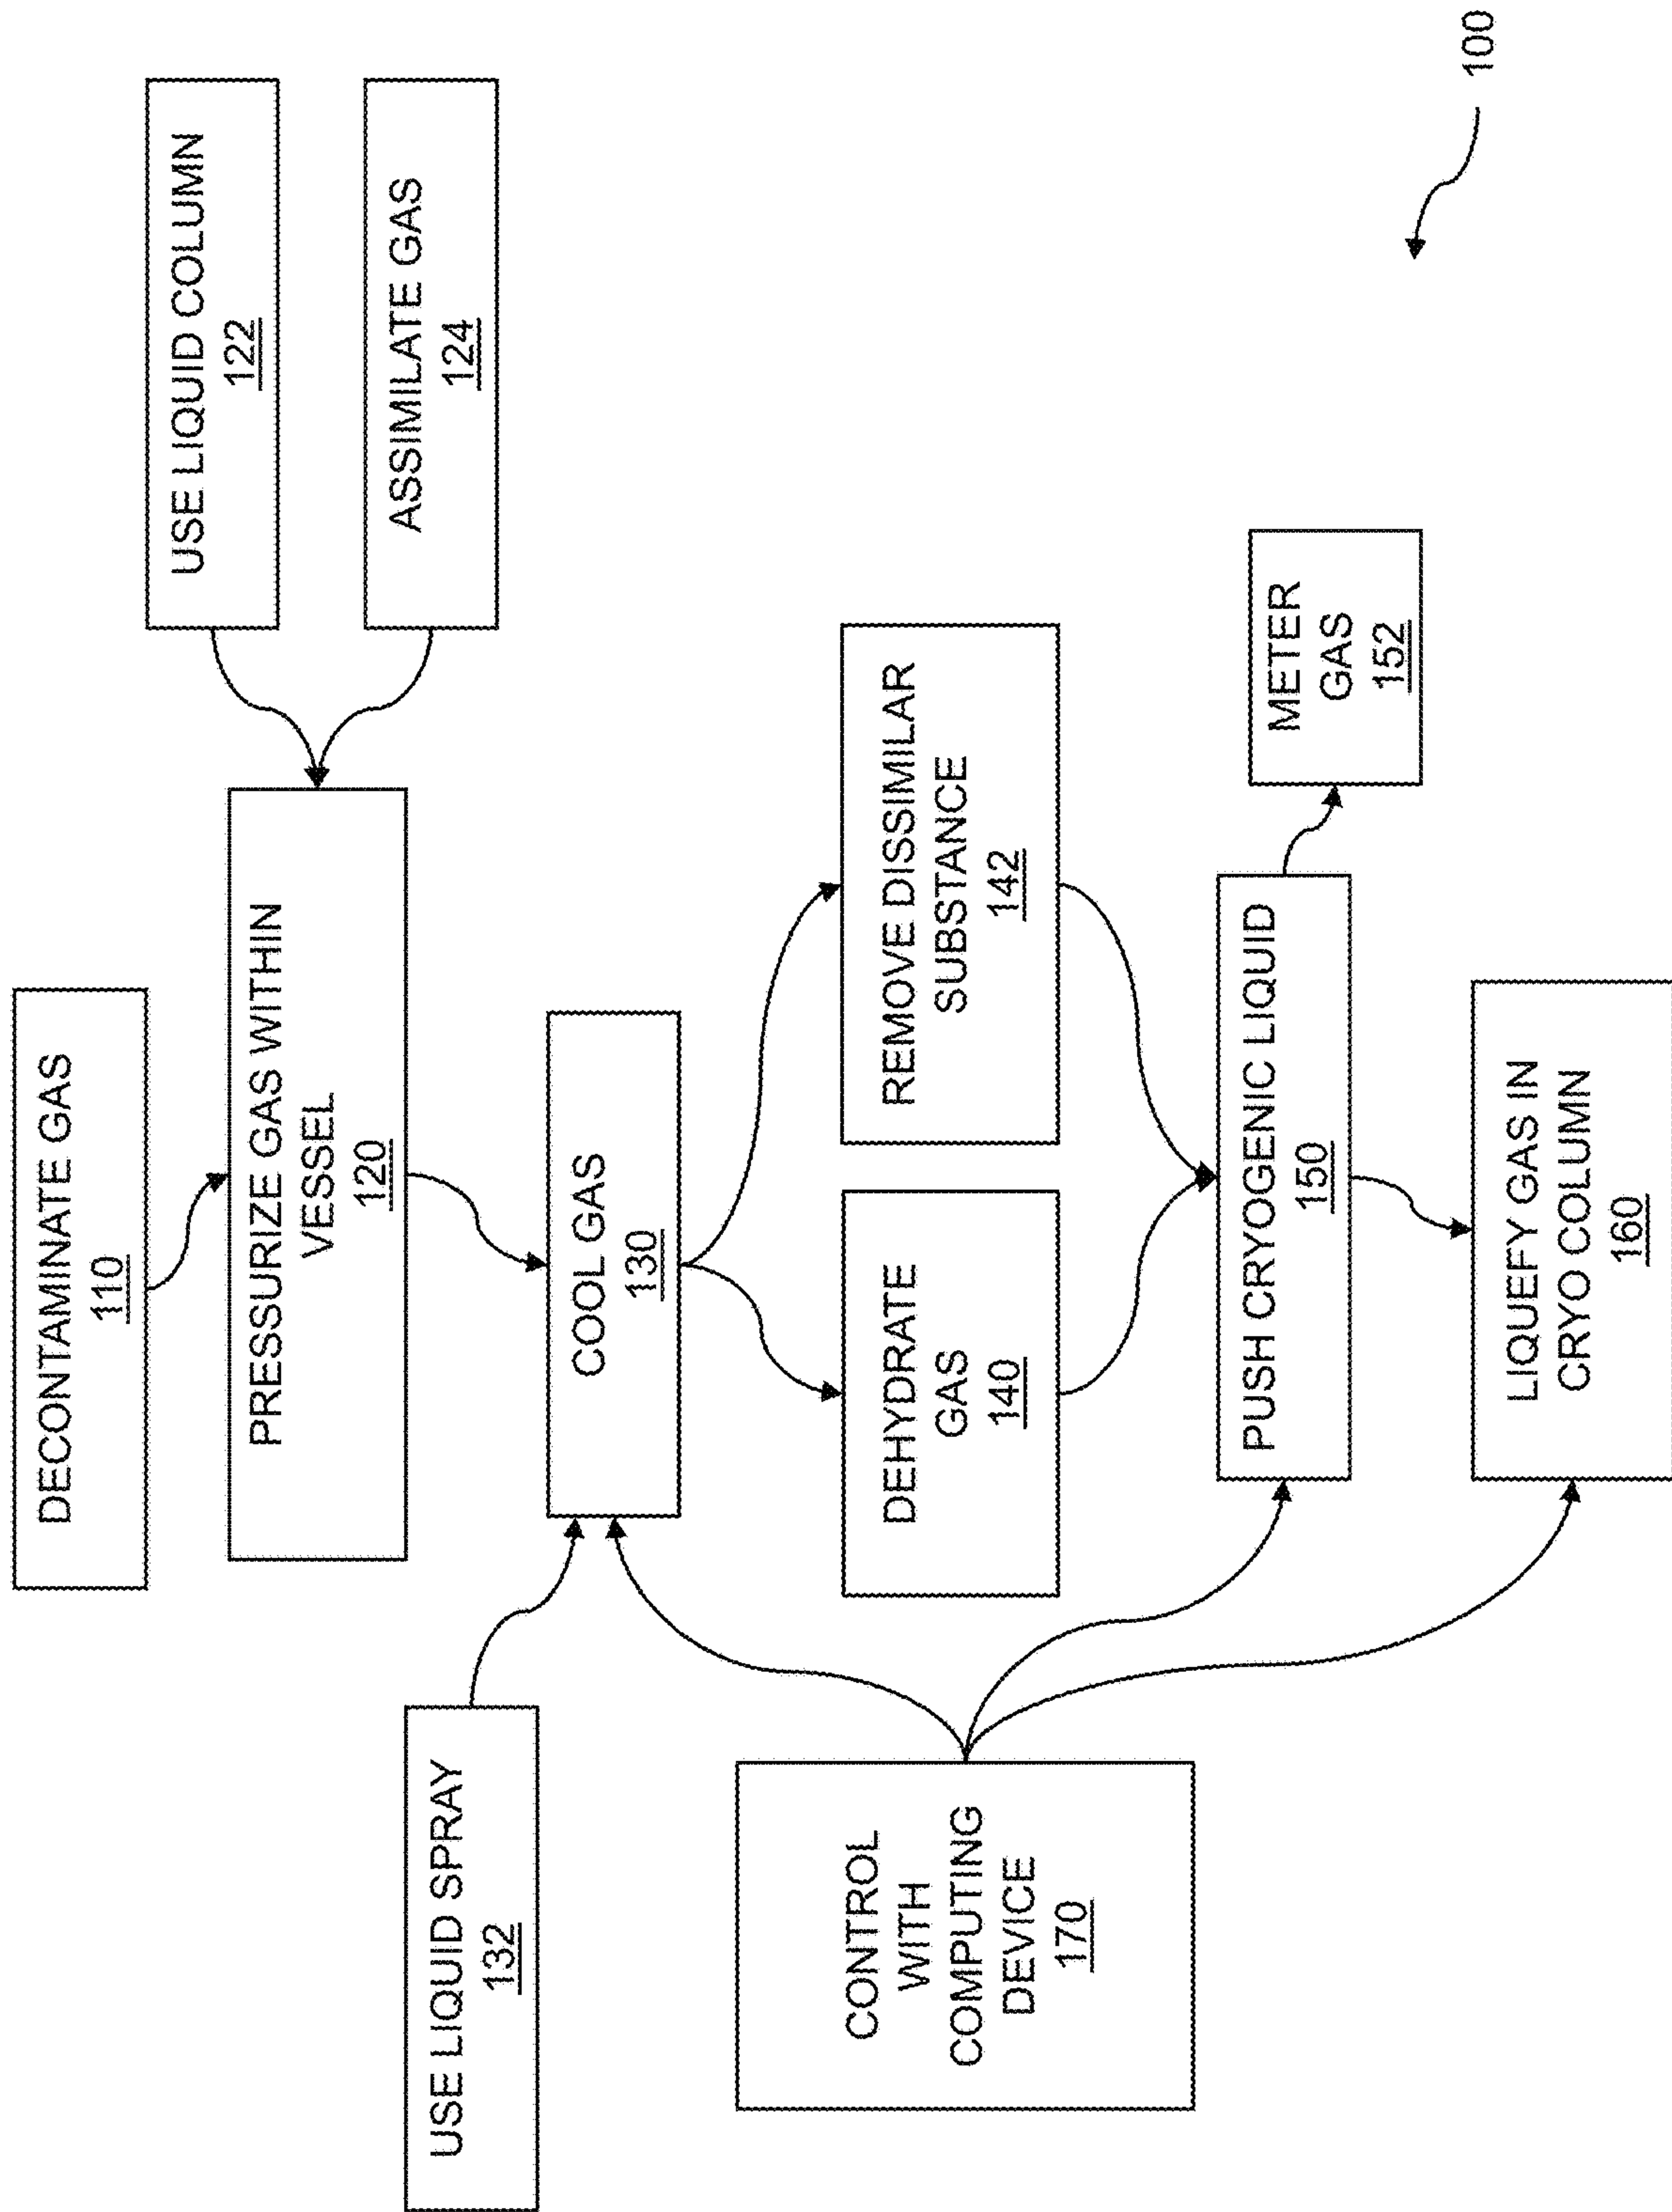 DECONTAMINATE GAS
110
USE LIQUID COLUMN
122
PRESSURIZE GAS WITHIN
VESSEL
120
ASSIMILATE GAS
124
USE LIQUID SPRAY
132
COOL GAS
130
CONTROL
WITH
COMPUTING
DEVICE
170
DEHYDRATE
GAS
140
REMOVE DISSIMILAR
SUBSTANCE
142
PUSH CRYOGENIC LIQUID
150
METER
GAS
152
LIQUEFY GAS IN
CRYO COLUMN
160
100